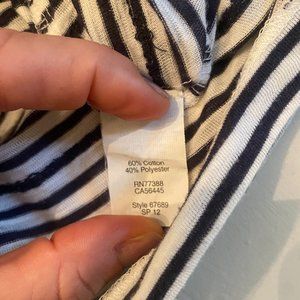 60% Cotton
40% Polyester
RN77388
CA56445
Style 67689
SP 12